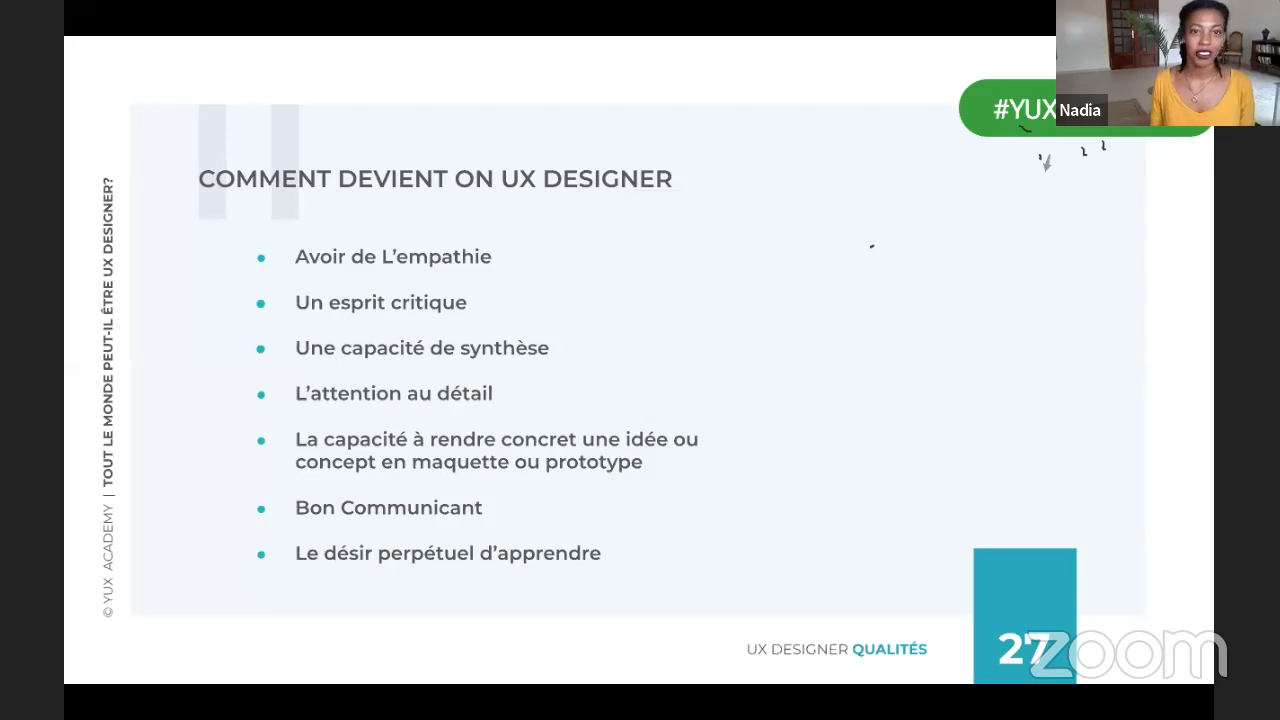 #YUX
Nadia
COMMENT DEVIENT ON UX DESIGNER
Avoir de L’empathie
Un esprit critique
Une capacité de synthèse
L’attention au détail
La capacité à rendre concret une idée ou
concept en maquette ou prototype
Bon Communicant
Le désir perpétuel d’apprendre
© YUX ACADEMY | TOUT LE MONDE PEUT-IL ÊTRE UX DESIGNER?
UX DESIGNER QUALITÉS
27
zoom